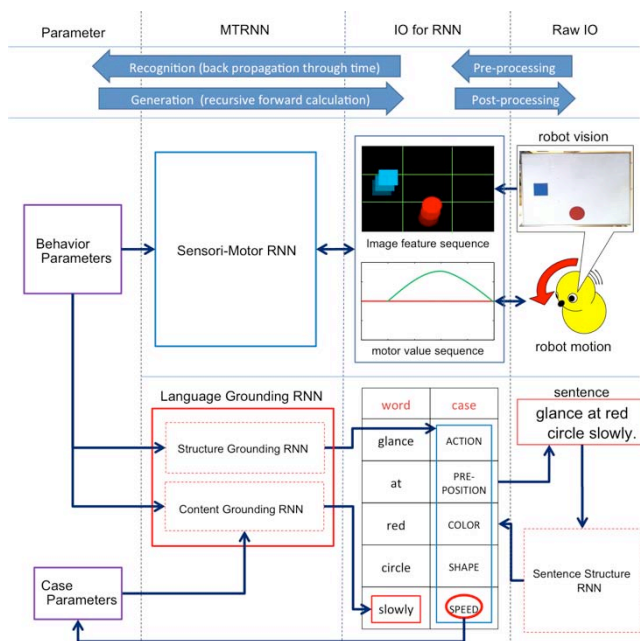 Parameter
MTRNN
IO for RNN
Raw IO
Recognition (back propagation through time)
Pre-processing
Generation (recursive forward calculation)
Post-processing
robot vision
Behavior
Parameters
Sensori-Motor RNN
Image feature sequence
motor value sequence
robot motion
Language Grounding RNN
Structure Grounding RNN
Content Grounding RNN
word
case
glance
ACTION
at
PRE-
POSITION
red
COLOR
circle
SHAPE
slowly
SPEED
sentence
glance at red
circle slowly.
Sentence Structure
RNN
Case
Parameters